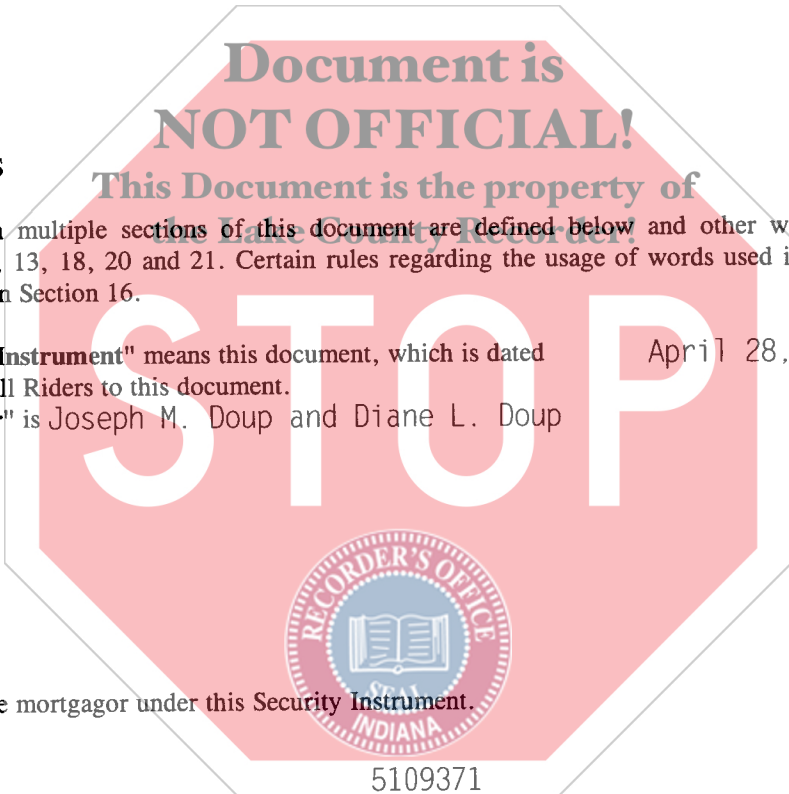 Document is
NOT OFFICIAL!
This Document is the property of
the Lake County Recorder!
multiple sections of this document are defined below and other w
, 13, 18, 20 and 21. Certain rules regarding the usage of words used i
n Section 16.
Instrument" means this document, which is dated April 28,
ll Riders to this document.
" is Joseph M. Doup and Diane L. Doup
STOP
RECORDER'S OFFICE
SEAL
INDIANA
e mortgagor under this Security Instrument.
5109371